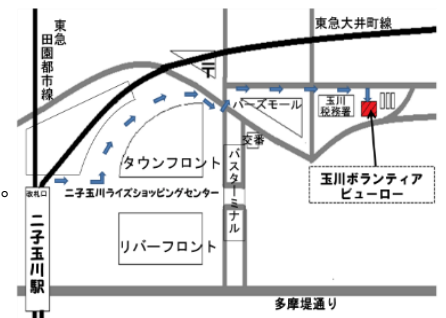 東急大井町線
東急
田園都市線
〒
バーズモール
玉川
税務署
交番
タウンフロント
バスターミナル
玉川ボランティア
ビューロー
改札口
二子玉川ライズショッピングセンター
二子玉川駅
リバーフロント
多摩堤通り